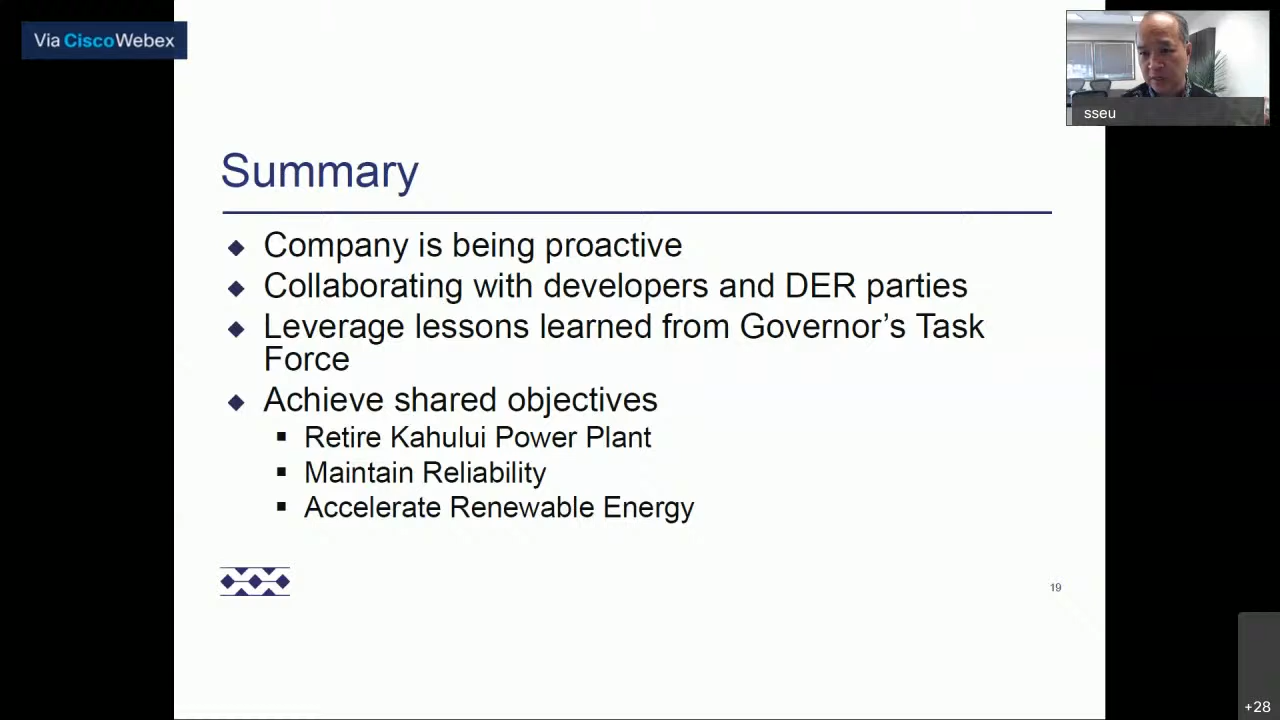 Via CiscoWebex
sseu
Summary
Company is being proactive
Collaborating with developers and DER parties
Leverage lessons learned from Governor's Task
Force
Achieve shared objectives
Retire Kahului Power Plant
Maintain Reliability
Accelerate Renewable Energy
19
+28